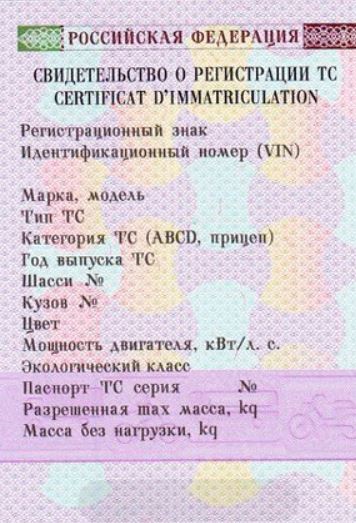 РОССИЙСКАЯ ФЕДЕРАЦИЯ
СВИДЕТЕЛЬСТВО О РЕГИСТРАЦИИ ТС
CERTIFICAT D'IMMATRICULATION
Регистрационный знак
Идентификационный номер (VIN)
Марка, модель
Тип ТС
Категория ТС (ABCD, прицеп)
Год выпуска ТС
Шасси №
Кузов №
Цвет
Мощность двигателя, кВт/л. с.
Экологический класс
Паспорт ТС серия №
Разрешенная max масса, kg
Масса без нагрузки, kg